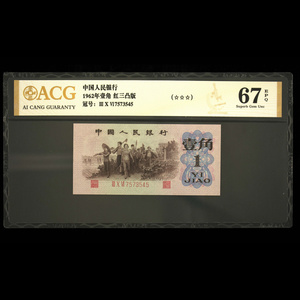 ACG
AI CANG GUARANTY
中国人民银行
1962年壹角 红三凸版
冠号: III X VI 7573545
(☆☆☆)
67 EPQ
Superb Gem Unc
中国人民银行
壹角
1
YI
JIAO
III X VI 7573545